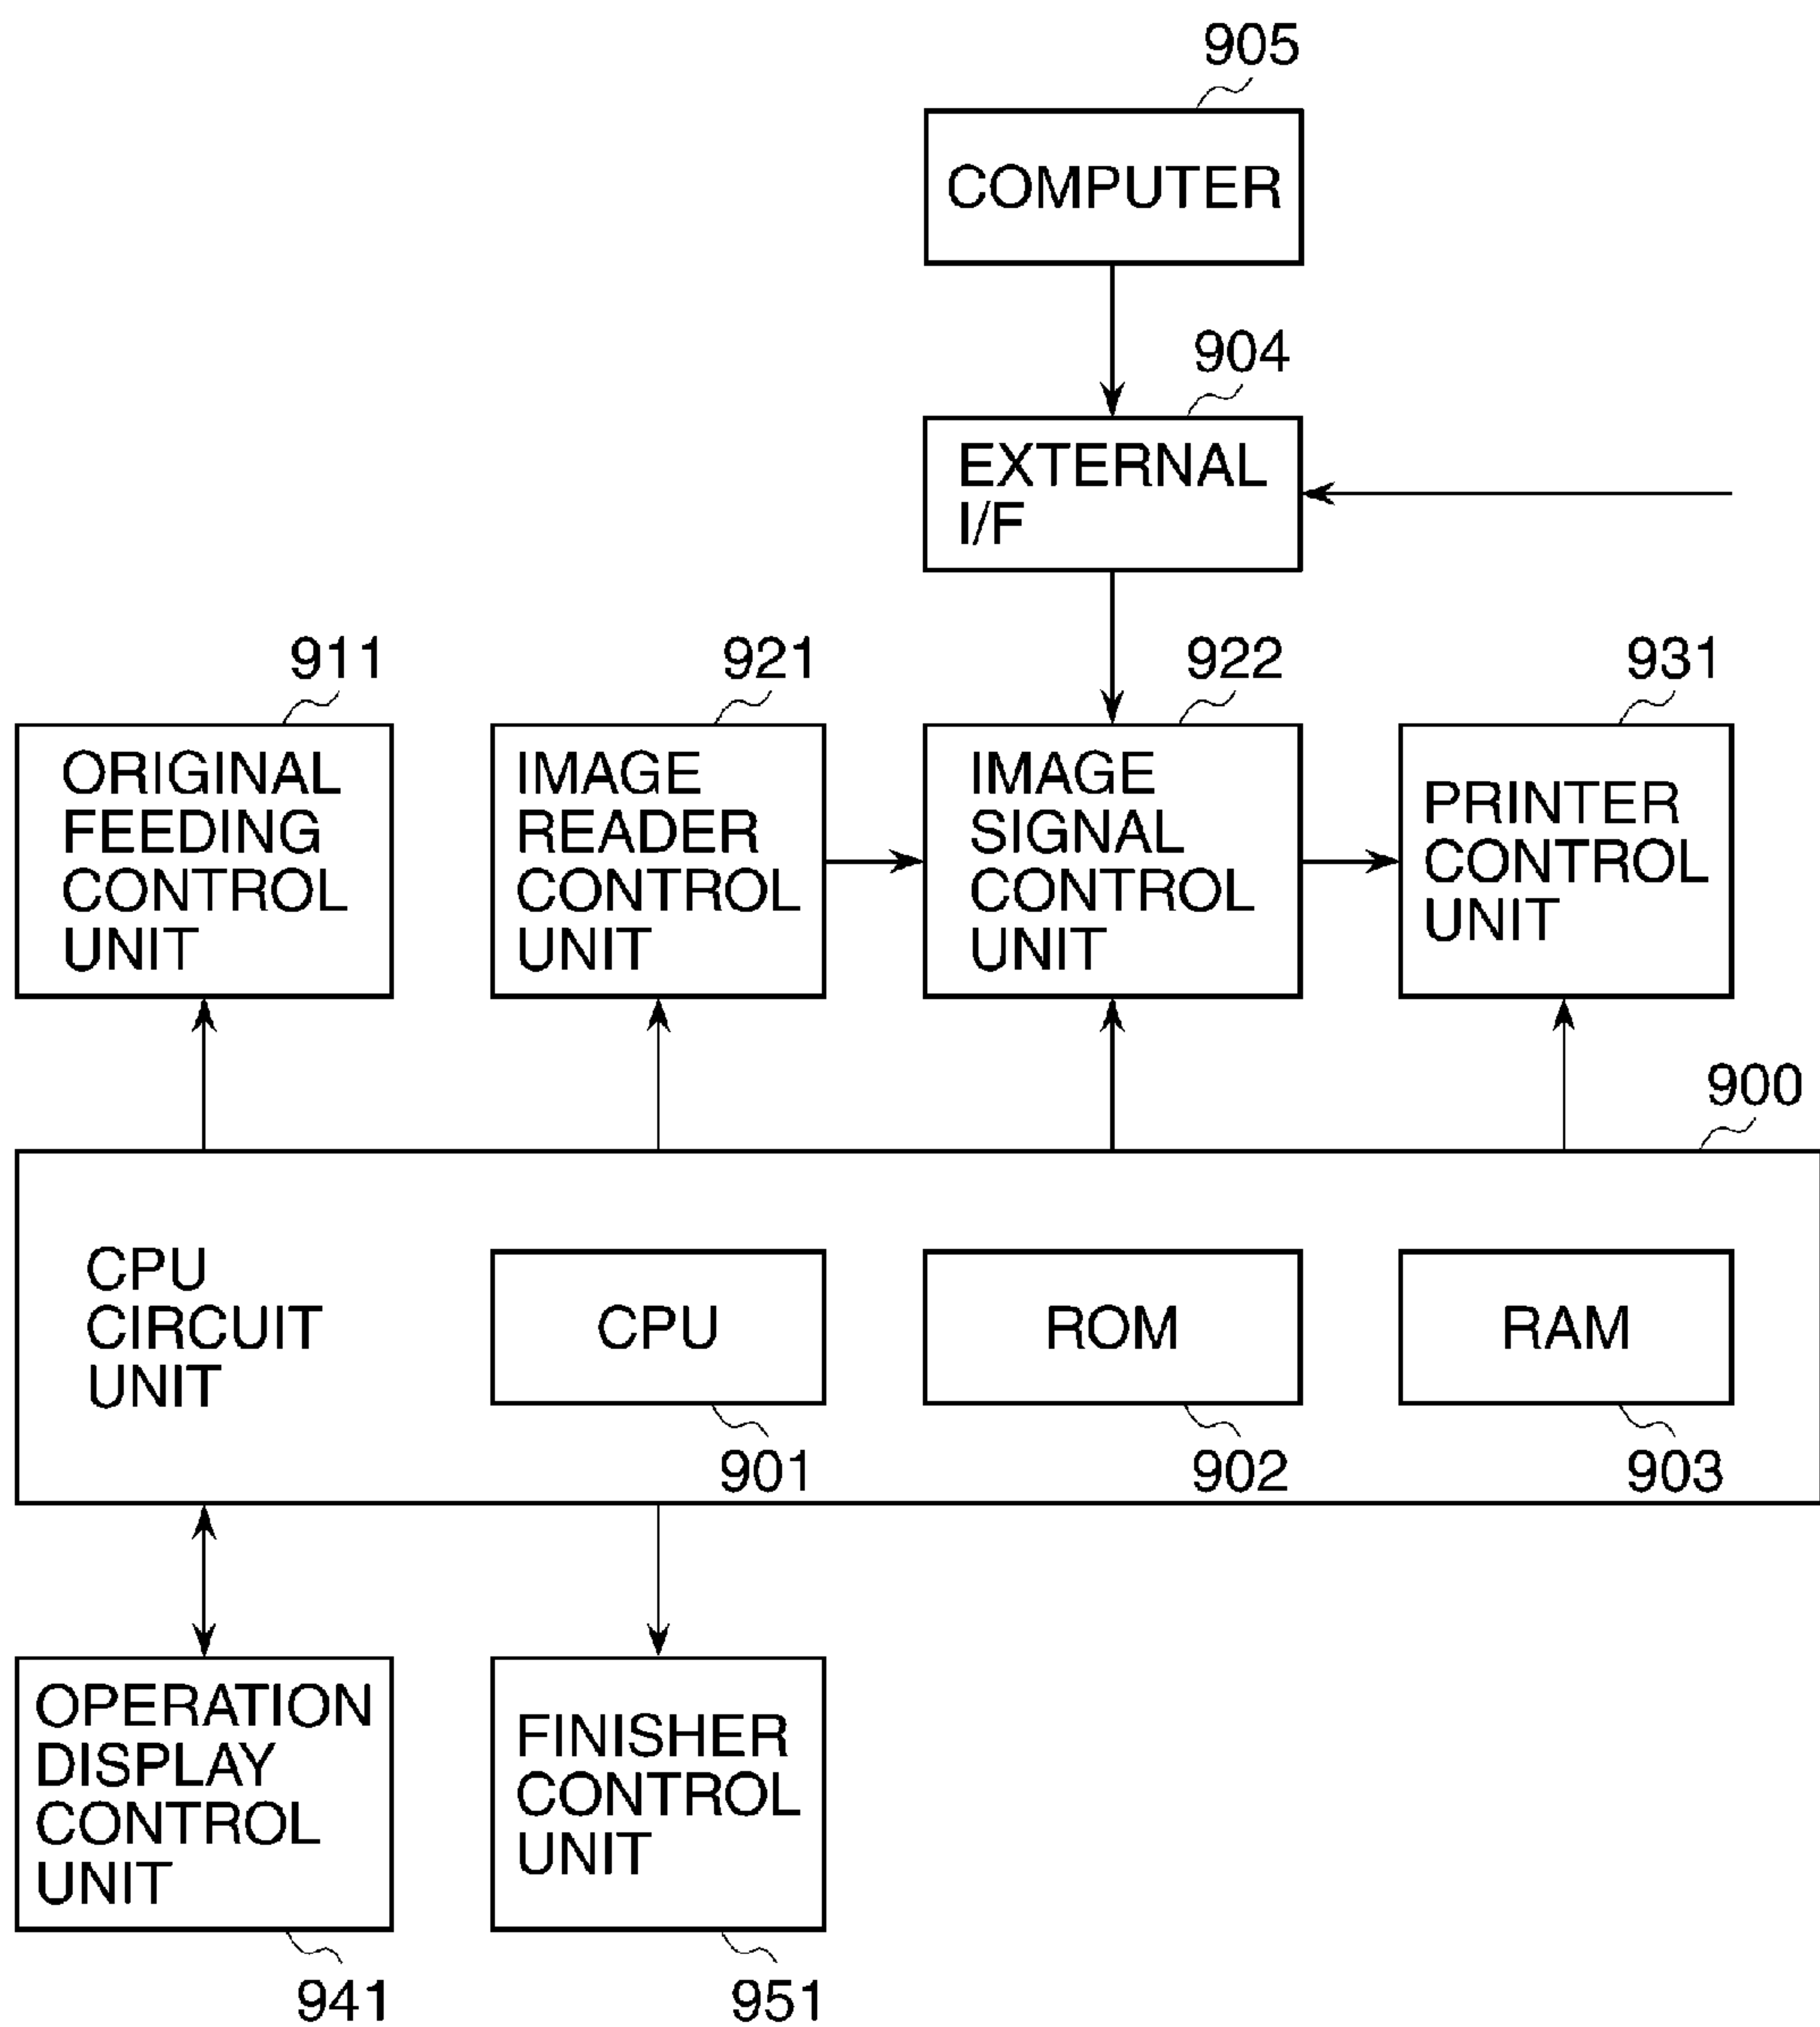 905
COMPUTER
904
EXTERNAL
I/F
911
921
922
931
ORIGINAL
FEEDING
CONTROL
UNIT
IMAGE
READER
CONTROL
UNIT
IMAGE
SIGNAL
CONTROL
UNIT
PRINTER
CONTROL
UNIT
900
CPU
CIRCUIT
UNIT
CPU
ROM
RAM
901
902
903
OPERATION
DISPLAY
CONTROL
UNIT
FINISHER
CONTROL
UNIT
941
951